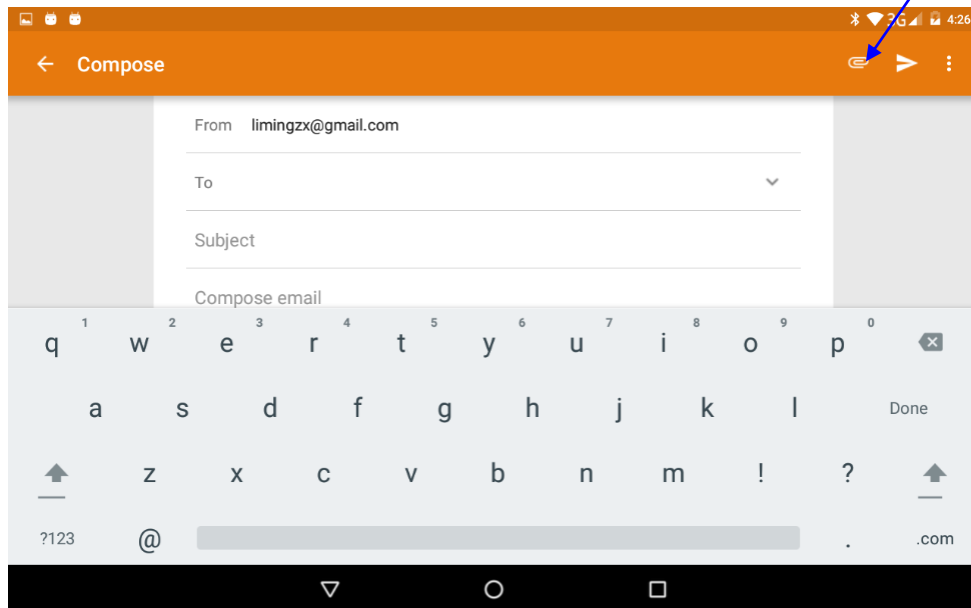 3G 4:26
Compose
From limingzx@gmail.com
To
Subject
Compose email
1 2 3 4 5 6 7 8 9 0
q w e r t y u i o p
a s d f g h j k l Done
z x c v b n m ! ?
?123 @ . .com